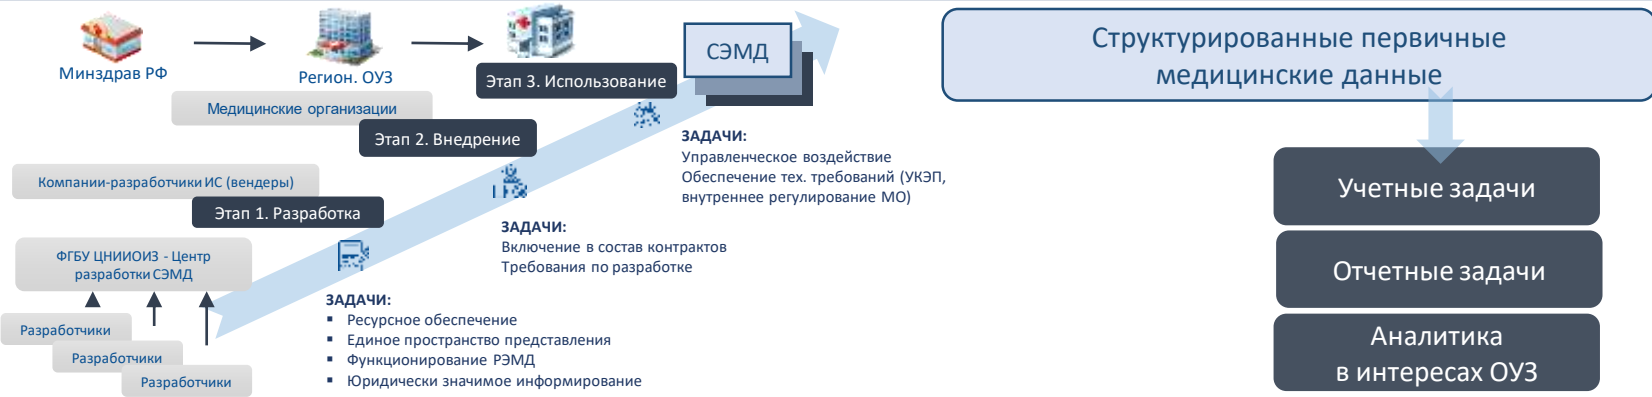 Минздрав РФ
Регион. ОУЗ
Этап 3. Использование
СЭМД
Медицинские организации
Этап 2. Внедрение
Компании-разработчики ИС (вендеры)
Этап 1. Разработка
ФГБУ ЦНИИОИЗ - Центр
разработки СЭМД
Разработчики
Разработчики
Разработчики
ЗАДАЧИ:
Ресурсное обеспечение
Единое пространство представления
Функционирование РЭМД
Юридически значимое информирование
ЗАДАЧИ:
Включение в состав контрактов
Требования по разработке
ЗАДАЧИ:
Управленческое воздействие
Обеспечение тех. требований (УКЭП,
внутреннее регулирование МО)
Структурированные первичные
медицинские данные
Учетные задачи
Отчетные задачи
Аналитика
в интересах ОУЗ